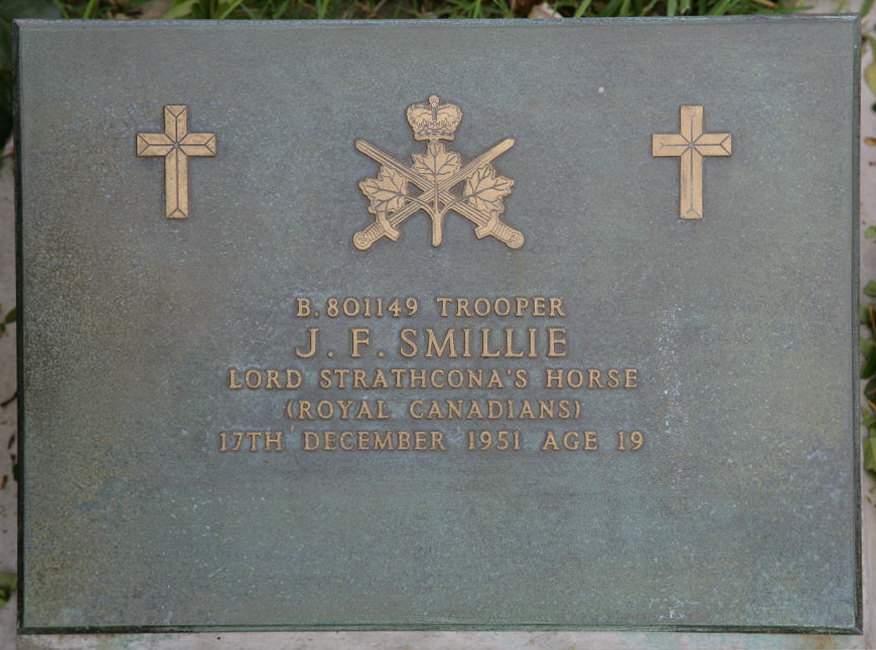 B. 801149 TROOPER
J. F. SMILLIE
LORD STRATHCONA'S HORSE
(ROYAL CANADIANS)
17TH DECEMBER 1951 AGE 19